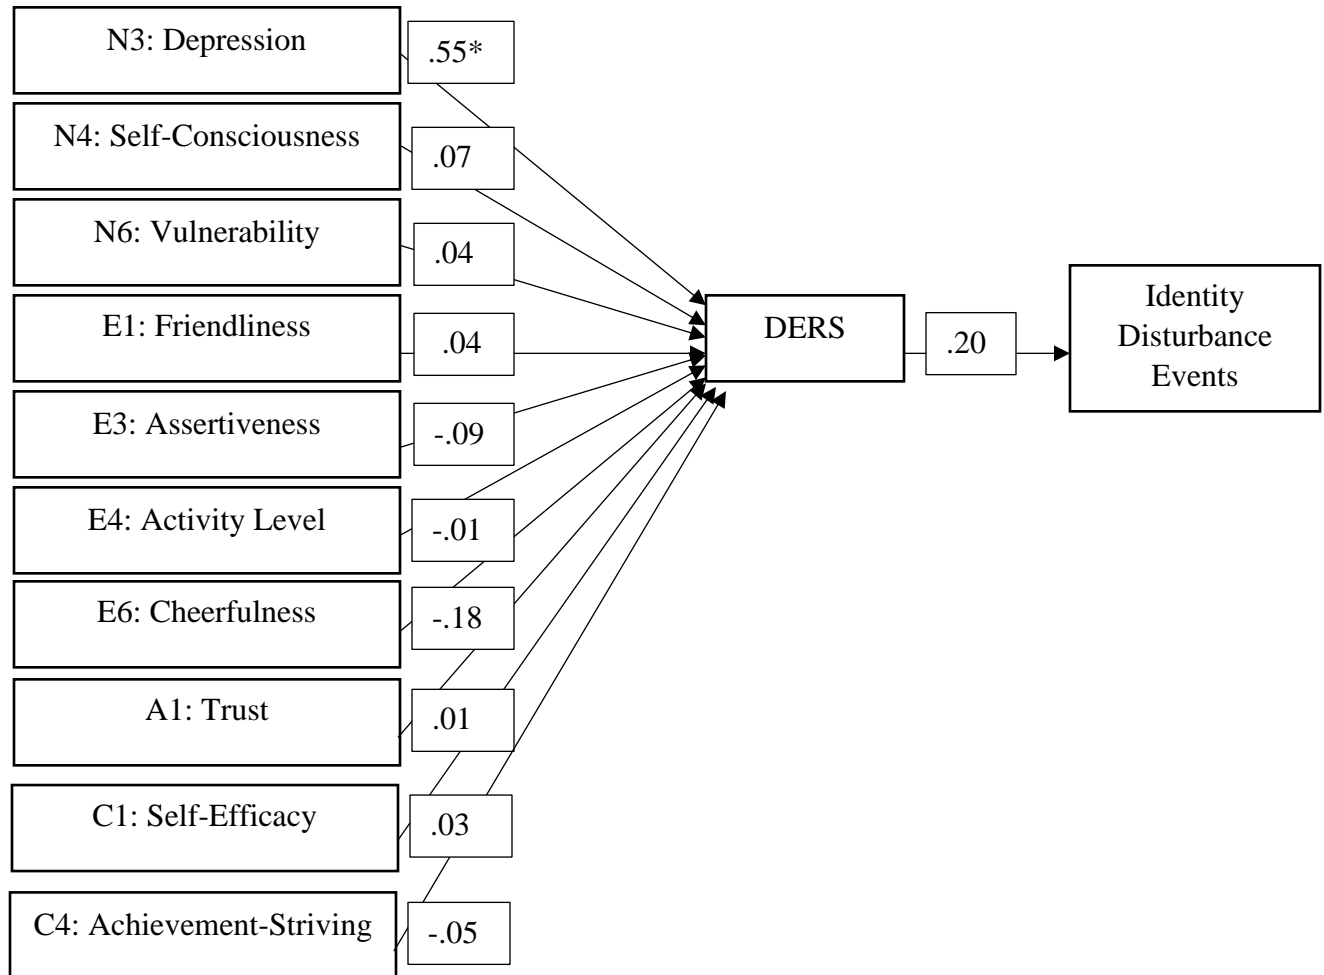 N3: Depression
.55*
N4: Self-Consciousness
.07
N6: Vulnerability
.04
E1: Friendliness
.04
E3: Assertiveness
-.09
E4: Activity Level
-.01
E6: Cheerfulness
-.18
A1: Trust
.01
C1: Self-Efficacy
.03
C4: Achievement-Striving
-.05
DERS
.20
Identity
Disturbance
Events